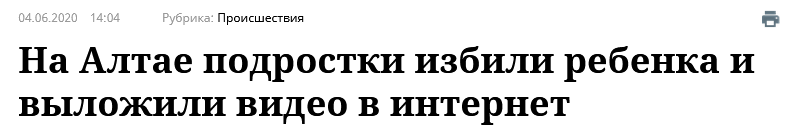 04.06.2020 14:04 Рубрика: Происшествия
На Алтае подростки избили ребенка и
выложили видео в интернет